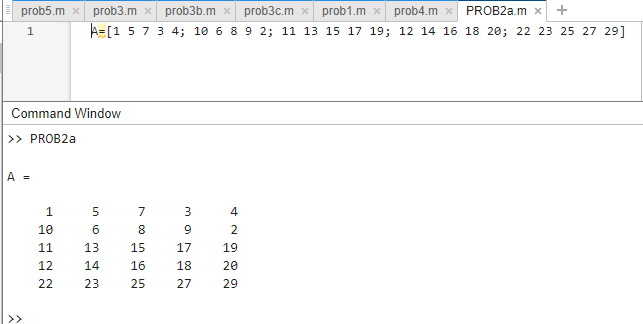 prob5.m × prob3.m × prob3b.m × prob3c.m × prob1.m × prob4.m × PROB2a.m × +
1 A=[1 5 7 3 4; 10 6 8 9 2; 11 13 15 17 19; 12 14 16 18 20; 22 23 25 27 29]
Command Window
>> PROB2a
A =
1 5 7 3 4
10 6 8 9 2
11 13 15 17 19
12 14 16 18 20
22 23 25 27 29
>>